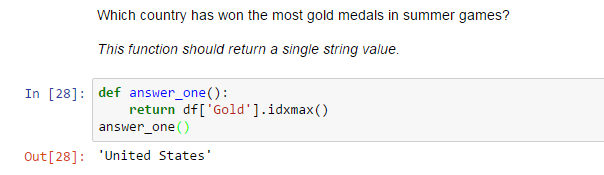 Which country has won the most gold medals in summer games?
This function should return a single string value.
In [28]: def answer_one():
    return df['Gold'].idxmax()
answer_one()
Out[28]: 'United States'